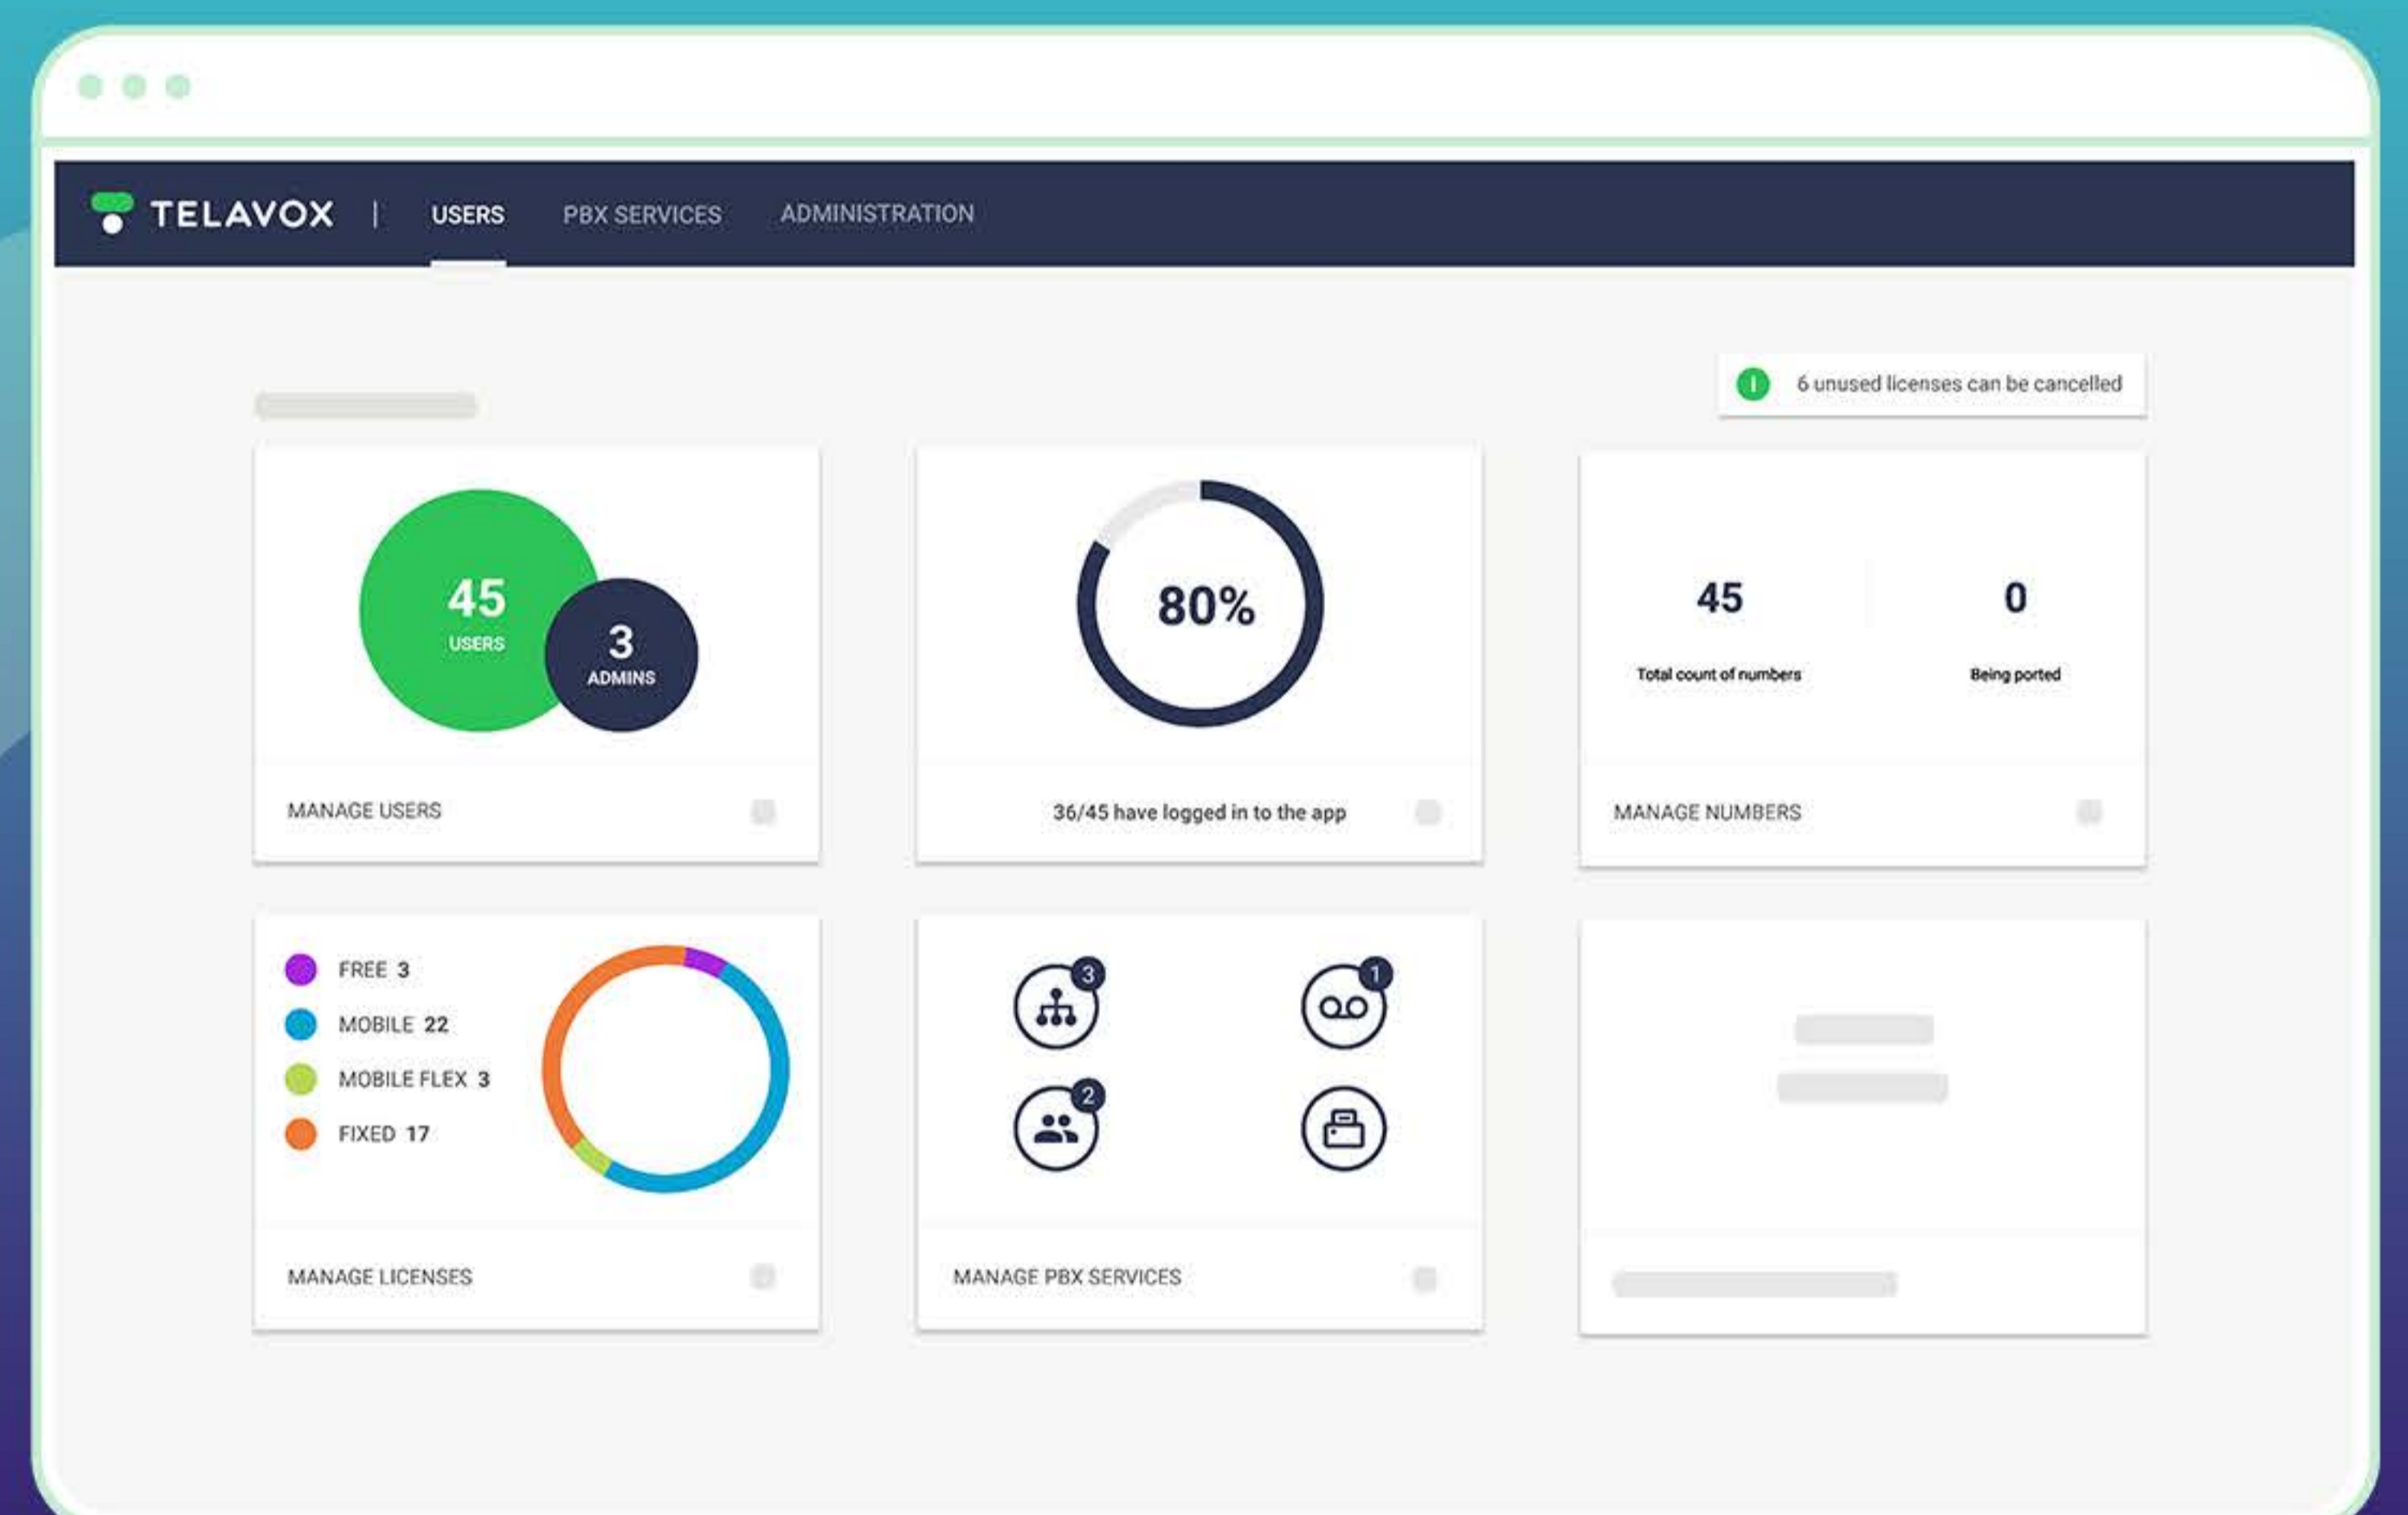 TELAVOX | USERS PBX SERVICES ADMINISTRATION
6 unused licenses can be cancelled
45
USERS
3
ADMINS
MANAGE USERS
80%
36/45 have logged in to the app
45
Total count of numbers
0
Being ported
MANAGE NUMBERS
FREE 3
MOBILE 22
MOBILE FLEX 3
FIXED 17
MANAGE LICENSES
3
1
2
MANAGE PBX SERVICES